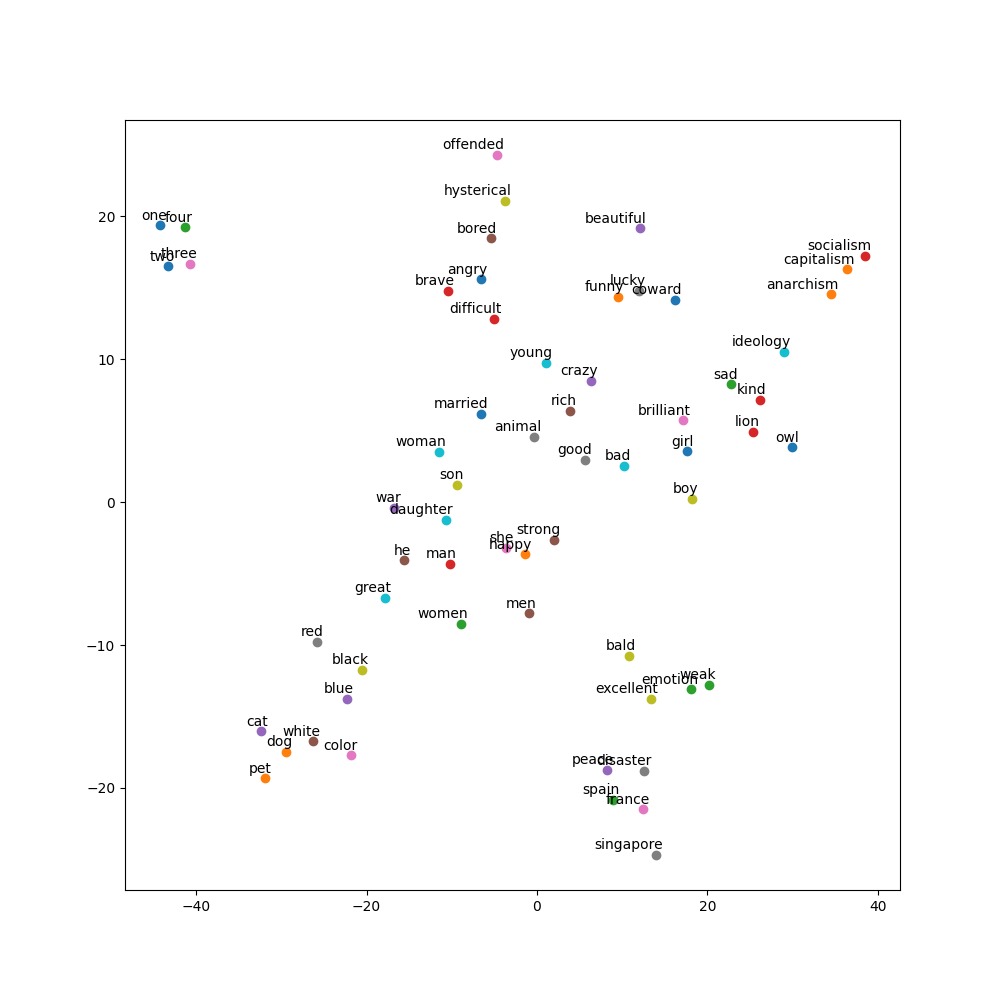 offended
hysterical
beautiful
bored
one
four
two
three
socialism
capitalism
angry
brave
lucky
funny
coward
anarchism
difficult
ideology
young
crazy
sad
kind
married
rich
brilliant
animal
lion
woman
good
bad
girl
owl
son
boy
war
daughter
she
strong
happy
he
man
great
women
men
red
black
bald
emotion
weak
blue
excellent
cat
dog
white
color
pet
peace
disaster
spain
france
singapore
20
10
0
−10
−20
−40
−20
0
20
40